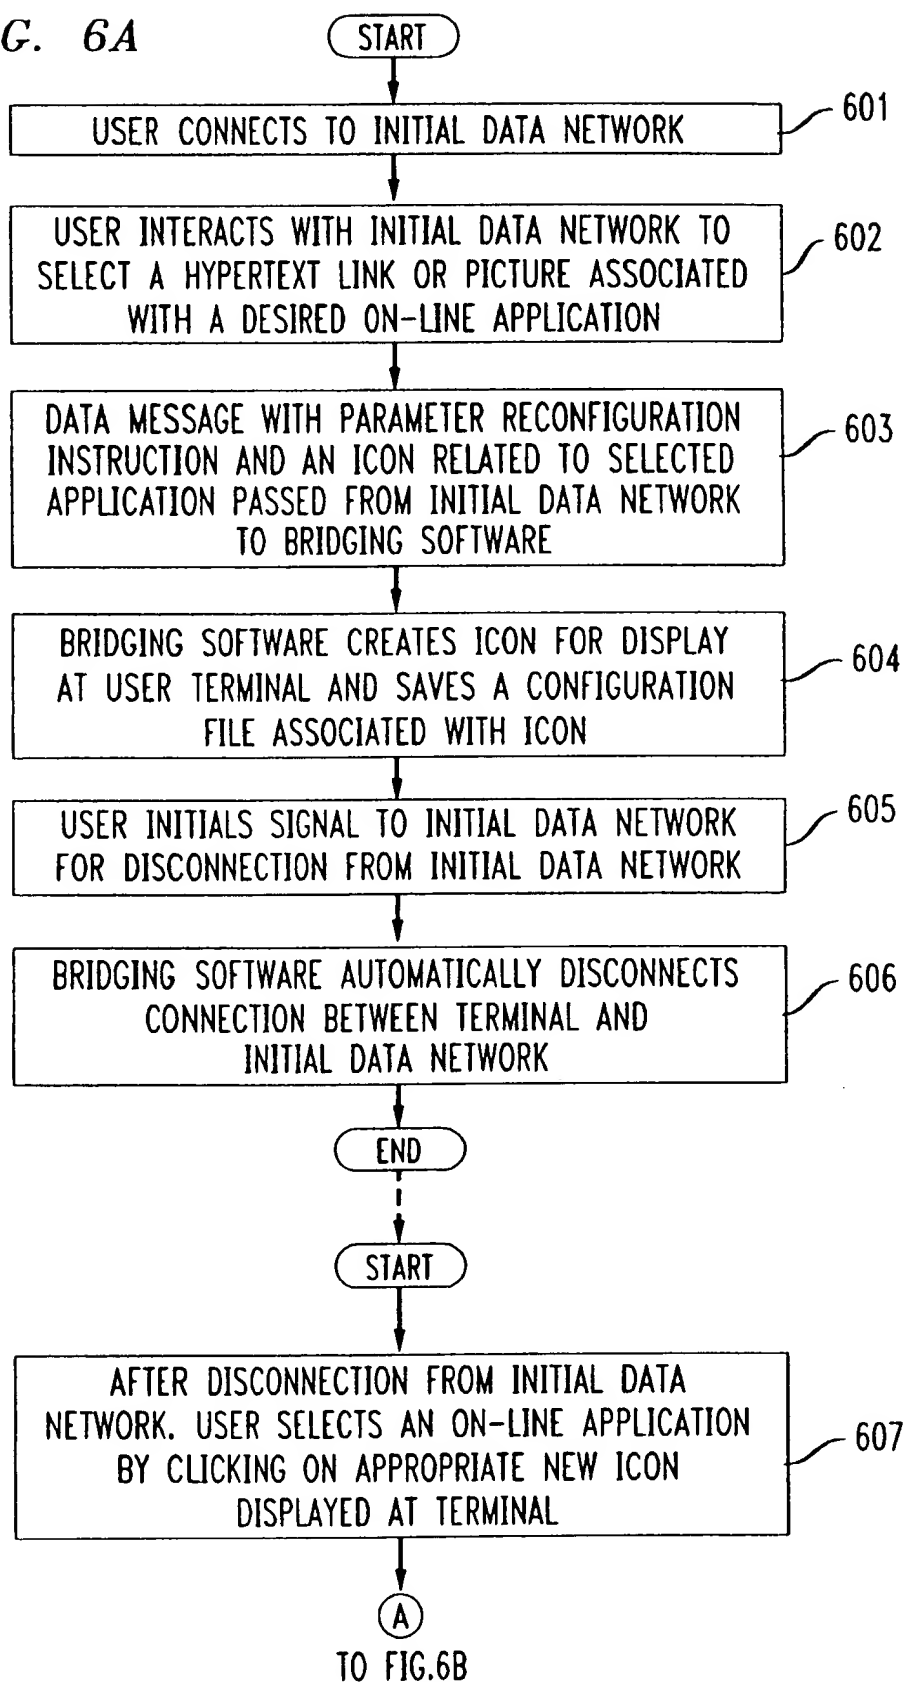 G. 6A
START
USER CONNECTS TO INITIAL DATA NETWORK
601
USER INTERACTS WITH INITIAL DATA NETWORK TO
SELECT A HYPERTEXT LINK OR PICTURE ASSOCIATED
WITH A DESIRED ON-LINE APPLICATION
602
DATA MESSAGE WITH PARAMETER RECONFIGURATION
INSTRUCTION AND AN ICON RELATED TO SELECTED
APPLICATION PASSED FROM INITIAL DATA NETWORK
TO BRIDGING SOFTWARE
603
BRIDGING SOFTWARE CREATES ICON FOR DISPLAY
AT USER TERMINAL AND SAVES A CONFIGURATION
FILE ASSOCIATED WITH ICON
604
USER INITIALS SIGNAL TO INITIAL DATA NETWORK
FOR DISCONNECTION FROM INITIAL DATA NETWORK
605
BRIDGING SOFTWARE AUTOMATICALLY DISCONNECTS
CONNECTION BETWEEN TERMINAL AND
INITIAL DATA NETWORK
606
END
START
AFTER DISCONNECTION FROM INITIAL DATA
NETWORK. USER SELECTS AN ON-LINE APPLICATION
BY CLICKING ON APPROPRIATE NEW ICON
DISPLAYED AT TERMINAL
607
A
TO FIG.6B